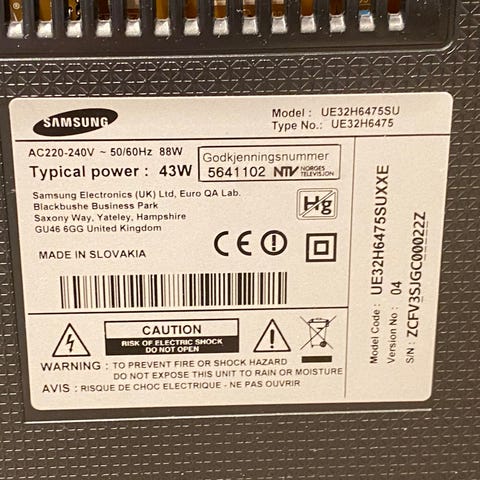 SAMSUNG
Model : UE32H6475SU
Type No.: UE32H6475
AC220-240V ~ 50/60Hz 88W
Typical power : 43W
Godkjenningsnummer
5641102 NTV NORGES TELEVISJON
Samsung Electronics (UK) Ltd, Euro QA Lab.
Blackbushe Business Park
Saxony Way, Yateley, Hampshire
GU46 6GG United Kingdom
Hg
MADE IN SLOVAKIA
CE
CAUTION
RISK OF ELECTRIC SHOCK
DO NOT OPEN
WARNING : TO PREVENT FIRE OR SHOCK HAZARD
DO NOT EXPOSE THIS UNIT TO RAIN OR MOISTURE
AVIS : RISQUE DE CHOC ELECTRIQUE - NE PAS OUVRIR
Model Code : UE32H6475SUXXE
Version No : 04
S/N : ZCFV3SJGC00022Z